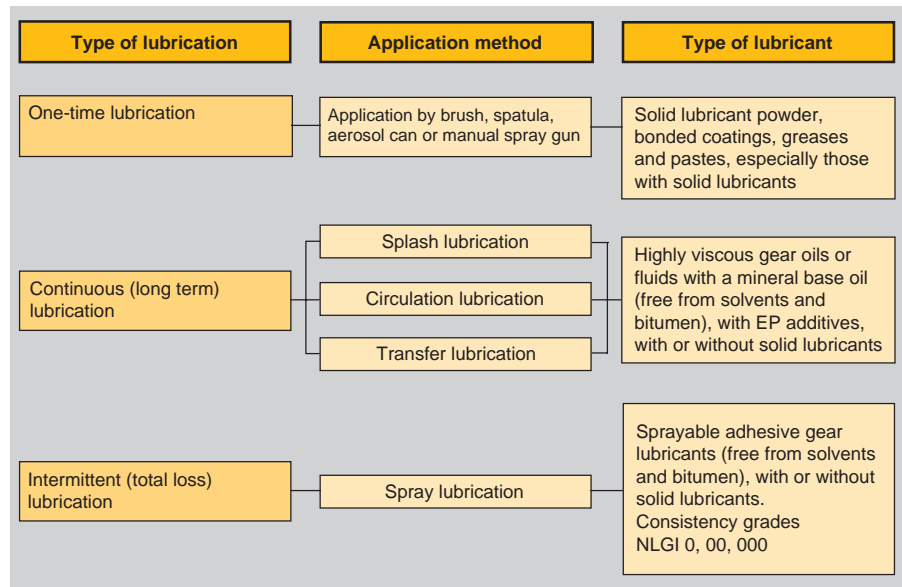 Type of lubrication
Application method
Type of lubricant
One-time lubrication
Application by brush, spatula,
aerosol can or manual spray gun
Solid lubricant powder,
bonded coatings, greases
and pastes, especially those
with solid lubricants
Continuous (long term)
lubrication
Splash lubrication
Circulation lubrication
Transfer lubrication
Highly viscous gear oils or
fluids with a mineral base oil
(free from solvents and
bitumen), with EP additives,
with or without solid lubricants
Intermittent (total loss)
lubrication
Spray lubrication
Sprayable adhesive gear
lubricants (free from solvents
and bitumen), with or without
solid lubricants.
Consistency grades
NLGI 0, 00, 000